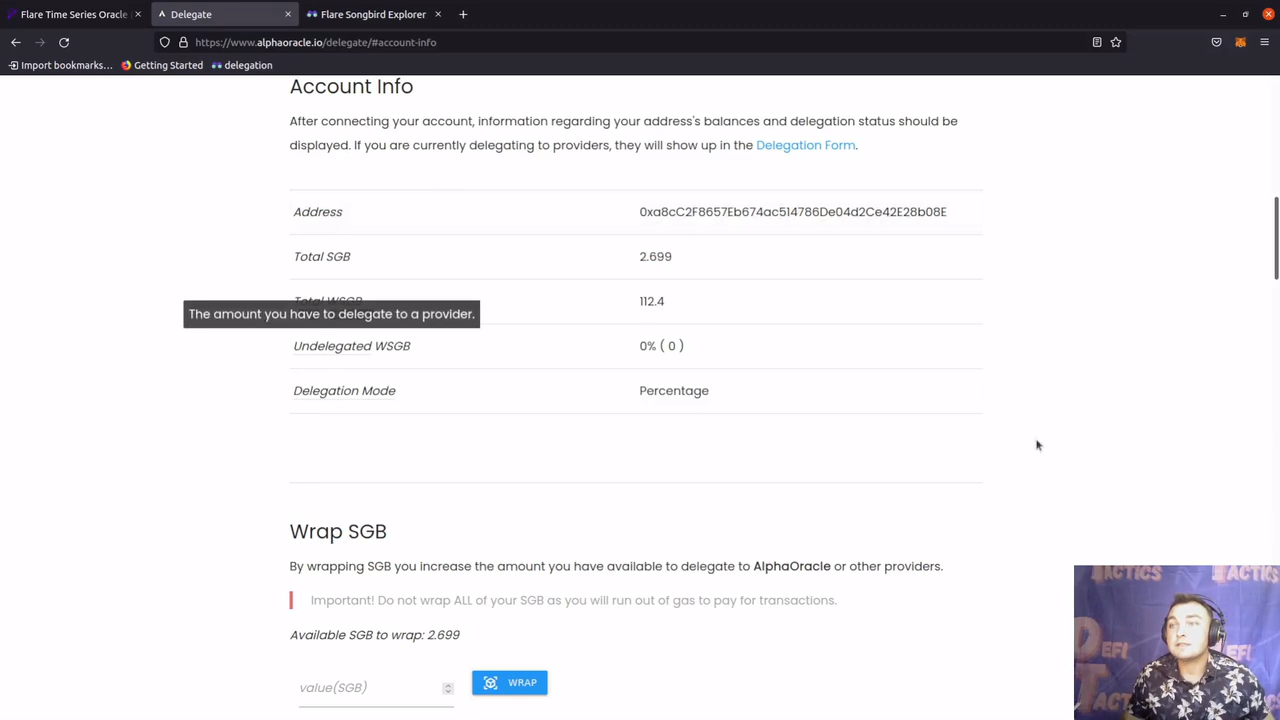 Flare Time Series Oracle |
Delegate
Flare Songbird Explorer
https://www.alphaoracle.io/delegate/#account-info
Import bookmarks...
Getting Started
delegation
Account Info
After connecting your account, information regarding your address's balances and delegation status should be
displayed. If you are currently delegating to providers, they will show up in the Delegation Form.
Address 0xa8cC2F8657Eb674ac514786De04d2Ce42E28b08E
Total SGB 2.699
Total WSGB 112.4
The amount you have to delegate to a provider.
Undelegated WSGB 0% ( 0 )
Delegation Mode Percentage
Wrap SGB
By wrapping SGB you increase the amount you have available to delegate to AlphaOracle or other providers.
Important! Do not wrap ALL of your SGB as you will run out of gas to pay for transactions.
Available SGB to wrap: 2.699
value(SGB) WRAP
TACTICS
DEFI